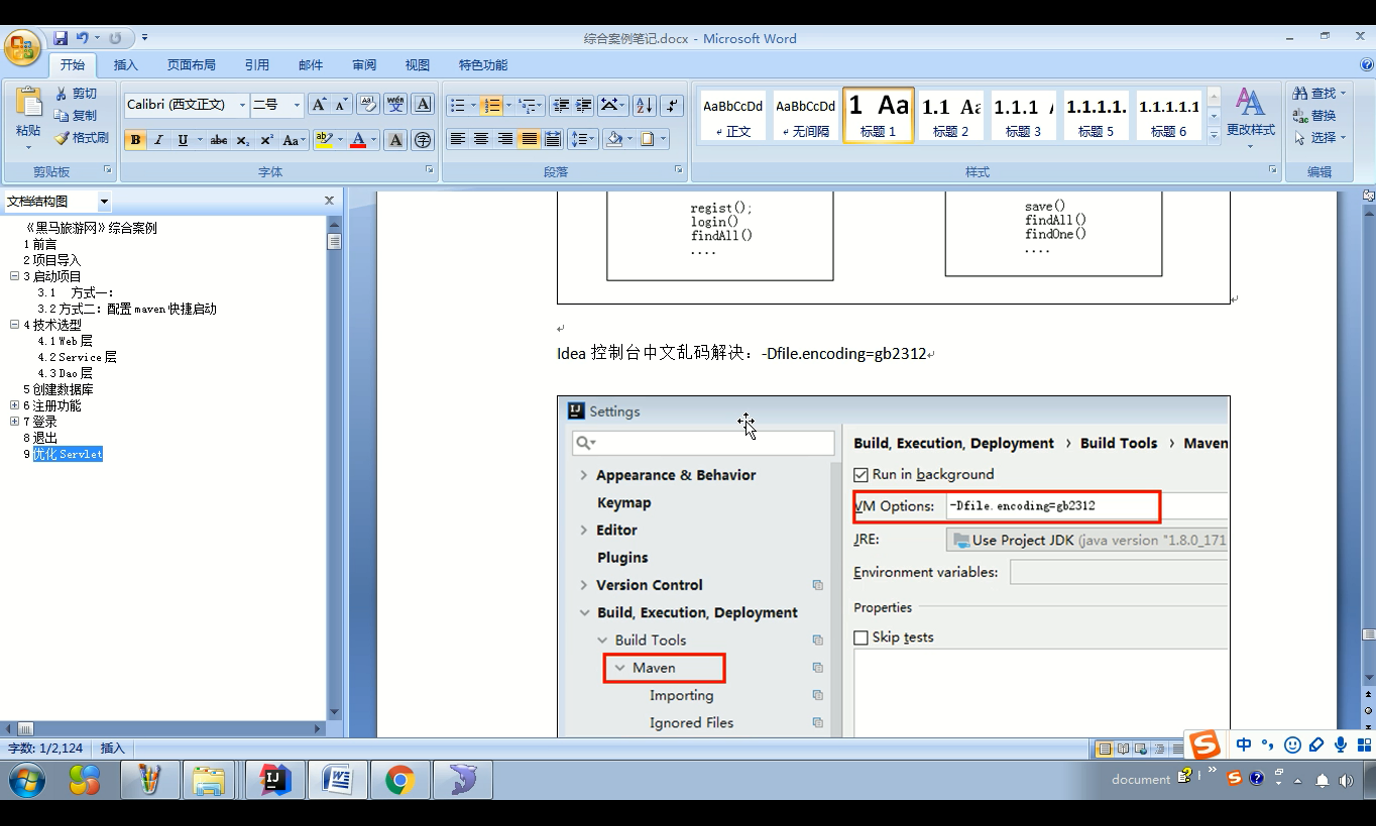 综合案例笔记.docx - Microsoft Word
开始 插入 页面布局 引用 邮件 审阅 视图 特色功能
粘贴 剪切 复制 格式刷
Calibri (西文正文) 二号
B I U abc X₂ X² Aa
AaBbCcDd AaBbCcDd 1 Aa 1.1 Aa 1.1.1 1.1.1.1. 1.1.1.1.1
正文 无间隔 标题 1 标题 2 标题 3 标题 5 标题 6
更改样式
查找
替换
选择
剪贴板 字体 段落 样式 编辑
文档结构图
《黑马旅游网》综合案例
1 前言
2 项目导入
3 启动项目
3.1 方式一：
3.2 方式二：配置 maven 快捷启动
4 技术选型
4.1 Web 层
4.2 Service 层
4.3 Dao 层
5 创建数据库
6 注册功能
7 登录
8 退出
9 优化 Servlet
regist();
login()
findAll()
....
save()
findAll()
findOne()
....
Idea 控制台中文乱码解决：-Dfile.encoding=gb2312
Settings
Appearance & Behavior
Keymap
Editor
Plugins
Version Control
Build, Execution, Deployment
Build Tools
Maven
Importing
Ignored Files
Build, Execution, Deployment › Build Tools › Maven
Run in background
VM Options: -Dfile.encoding=gb2312
JRE: Use Project JDK (java version "1.8.0_171
Environment variables:
Properties
Skip tests
字数: 1/2,124 插入
中
document